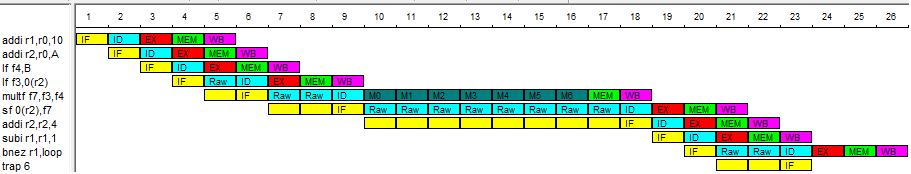 1 2 3 4 5 6 7 8 9 10 11 12 13 14 15 16 17 18 19 20 21 22 23 24 25 26
addi r1,r0,10 IF ID EX MEM WB
addi r2,r0,A IF ID EX MEM WB
lf f4,B IF ID EX MEM WB
lf f3,0(r2) IF Raw ID EX MEM WB
multf f7,f3,f4 IF Raw Raw ID M0 M1 M2 M3 M4 M5 M6 MEM WB
sf 0(r2),f7 IF Raw Raw Raw Raw Raw Raw Raw Raw ID EX MEM WB
addi r2,r2,4 IF ID EX MEM WB
subi r1,r1,1 IF ID EX MEM WB
bnez r1,loop IF Raw Raw ID EX MEM WB
trap 6 IF